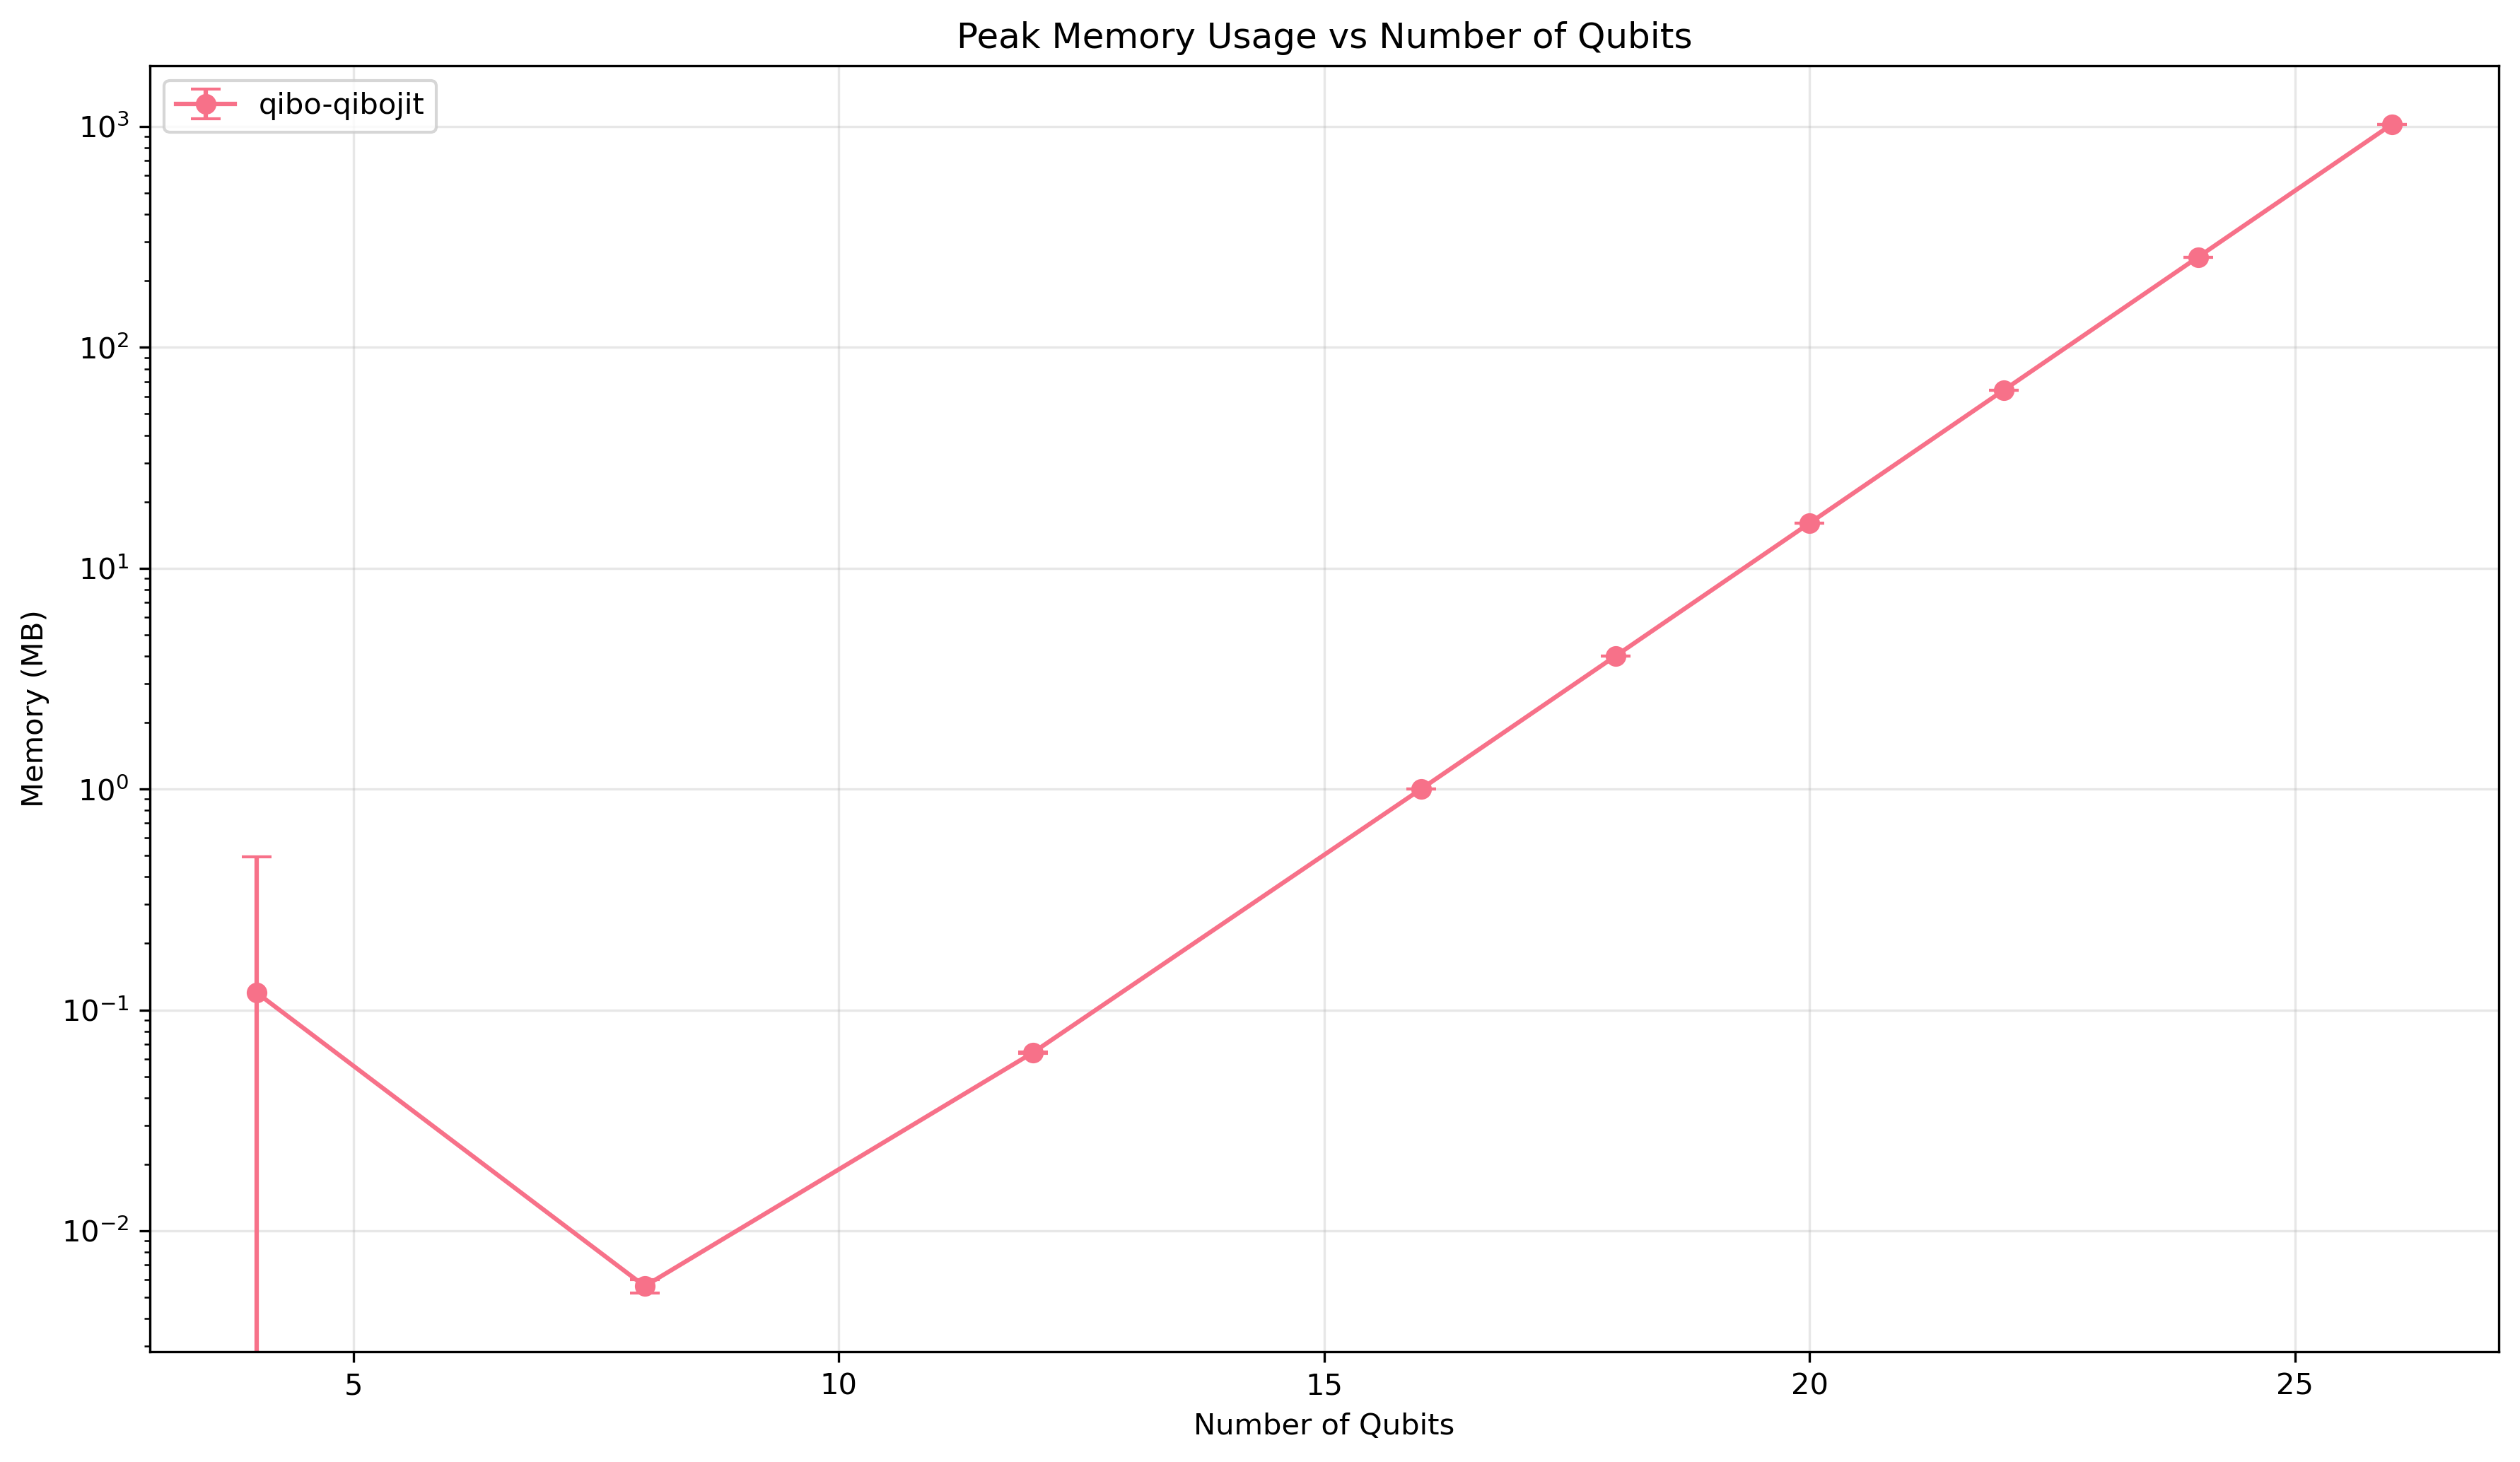 Peak Memory Usage vs Number of Qubits
qibo-qibojit
Memory (MB)
10³
10²
10¹
10⁰
10⁻¹
10⁻²
5 10 15 20 25
Number of Qubits